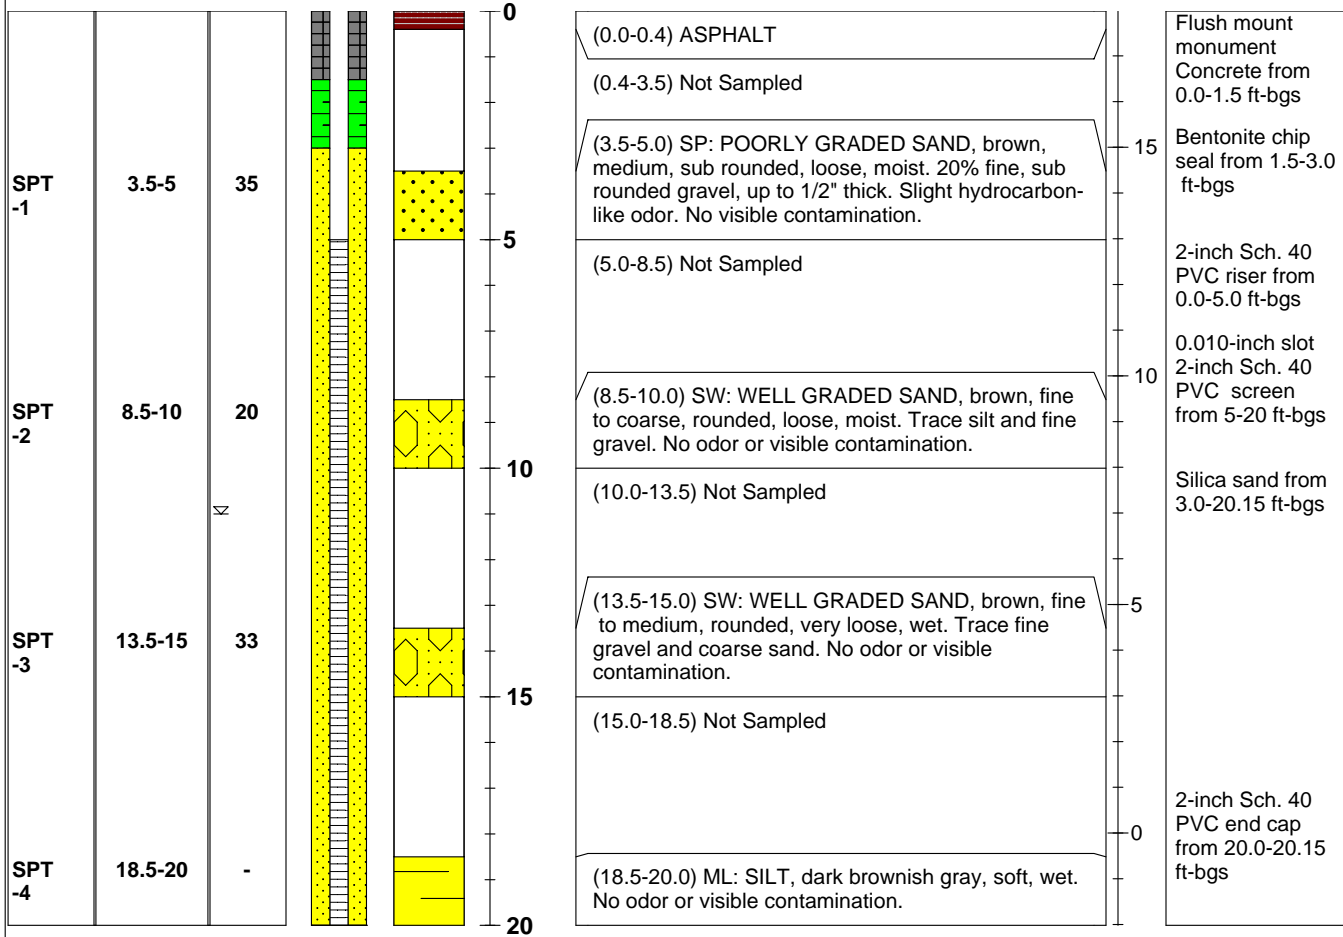 0
(0.0-0.4) ASPHALT
(0.4-3.5) Not Sampled
Flush mount
monument
Concrete from
0.0-1.5 ft-bgs
SPT
-1
3.5-5
35
(3.5-5.0) SP: POORLY GRADED SAND, brown,
medium, sub rounded, loose, moist. 20% fine, sub
rounded gravel, up to 1/2" thick. Slight hydrocarbon-
like odor. No visible contamination.
15
Bentonite chip
seal from 1.5-3.0
ft-bgs
5
(5.0-8.5) Not Sampled
2-inch Sch. 40
PVC riser from
0.0-5.0 ft-bgs
SPT
-2
8.5-10
20
(8.5-10.0) SW: WELL GRADED SAND, brown, fine
to coarse, rounded, loose, moist. Trace silt and fine
gravel. No odor or visible contamination.
10
0.010-inch slot
2-inch Sch. 40
PVC screen
from 5-20 ft-bgs
10
(10.0-13.5) Not Sampled
Silica sand from
3.0-20.15 ft-bgs
SPT
-3
13.5-15
33
(13.5-15.0) SW: WELL GRADED SAND, brown, fine
to medium, rounded, very loose, wet. Trace fine
gravel and coarse sand. No odor or visible
contamination.
5
15
(15.0-18.5) Not Sampled
0
2-inch Sch. 40
PVC end cap
from 20.0-20.15
ft-bgs
SPT
-4
18.5-20
-
(18.5-20.0) ML: SILT, dark brownish gray, soft, wet.
No odor or visible contamination.
20